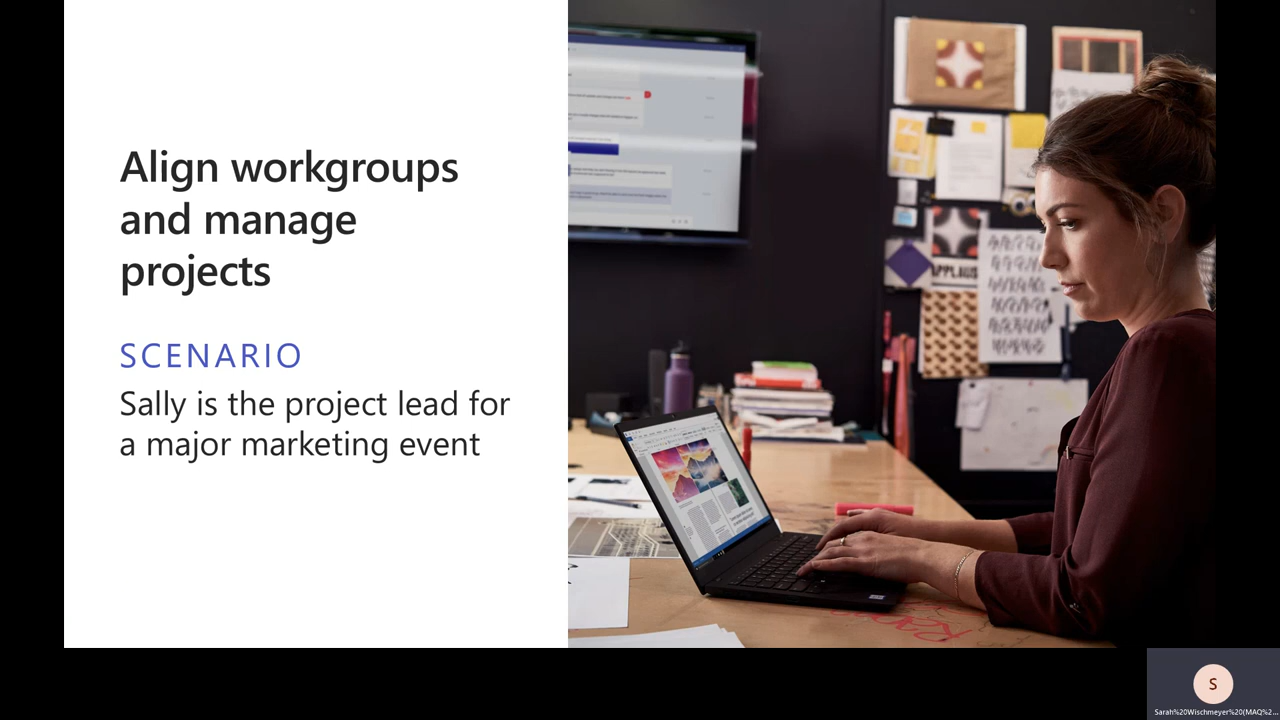 Align workgroups
and manage
projects
SCENARIO
Sally is the project lead for
a major marketing event
APPLAUS
S
Sarah%20Wischmeyer%20(MAQ%2...